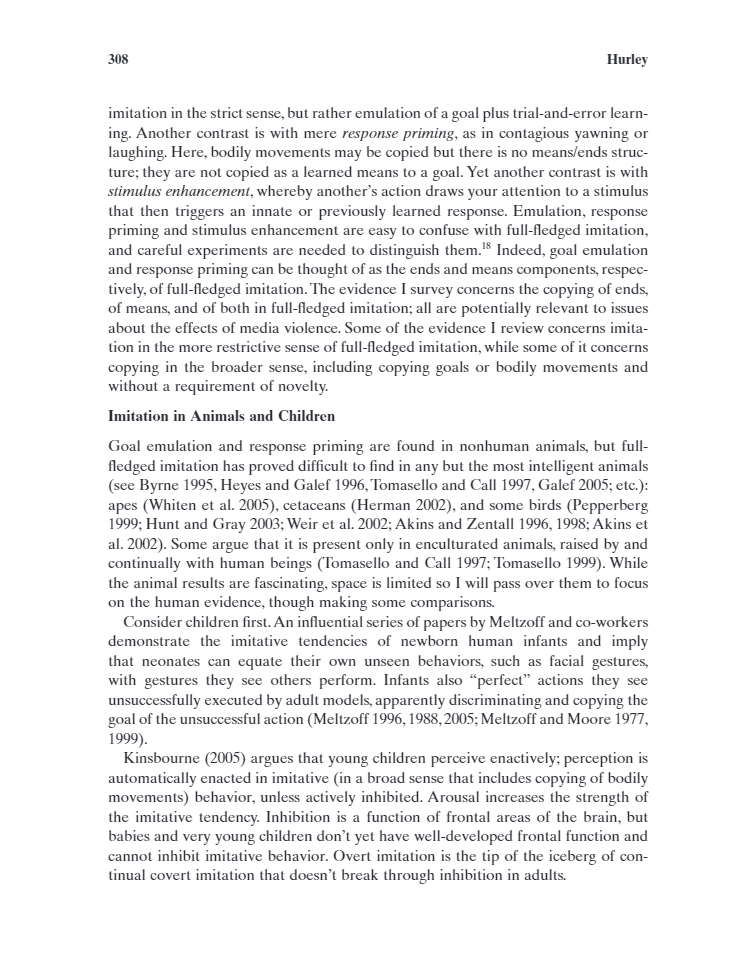 308 Hurley
imitation in the strict sense, but rather emulation of a goal plus trial-and-error learn-
ing. Another contrast is with mere response priming, as in contagious yawning or
laughing. Here, bodily movements may be copied but there is no means/ends struc-
ture; they are not copied as a learned means to a goal. Yet another contrast is with
stimulus enhancement, whereby another's action draws your attention to a stimulus
that then triggers an innate or previously learned response. Emulation, response
priming and stimulus enhancement are easy to confuse with full-fledged imitation,
and careful experiments are needed to distinguish them.18 Indeed, goal emulation
and response priming can be thought of as the ends and means components, respec-
tively, of full-fledged imitation. The evidence I survey concerns the copying of ends,
of means, and of both in full-fledged imitation; all are potentially relevant to issues
about the effects of media violence. Some of the evidence I review concerns imita-
tion in the more restrictive sense of full-fledged imitation, while some of it concerns
copying in the broader sense, including copying goals or bodily movements and
without a requirement of novelty.
Imitation in Animals and Children
Goal emulation and response priming are found in nonhuman animals, but full-
fledged imitation has proved difficult to find in any but the most intelligent animals
(see Byrne 1995, Heyes and Galef 1996, Tomasello and Call 1997, Galef 2005; etc.):
apes (Whiten et al. 2005), cetaceans (Herman 2002), and some birds (Pepperberg
1999; Hunt and Gray 2003; Weir et al. 2002; Akins and Zentall 1996, 1998; Akins et
al. 2002). Some argue that it is present only in enculturated animals, raised by and
continually with human beings (Tomasello and Call 1997; Tomasello 1999). While
the animal results are fascinating, space is limited so I will pass over them to focus
on the human evidence, though making some comparisons.
Consider children first. An influential series of papers by Meltzoff and co-workers
demonstrate the imitative tendencies of newborn human infants and imply
that neonates can equate their own unseen behaviors, such as facial gestures,
with gestures they see others perform. Infants also “perfect” actions they see
unsuccessfully executed by adult models, apparently discriminating and copying the
goal of the unsuccessful action (Meltzoff 1996, 1988, 2005; Meltzoff and Moore 1977,
1999).
Kinsbourne (2005) argues that young children perceive enactively; perception is
automatically enacted in imitative (in a broad sense that includes copying of bodily
movements) behavior, unless actively inhibited. Arousal increases the strength of
the imitative tendency. Inhibition is a function of frontal areas of the brain, but
babies and very young children don't yet have well-developed frontal function and
cannot inhibit imitative behavior. Overt imitation is the tip of the iceberg of con-
tinual covert imitation that doesn't break through inhibition in adults.